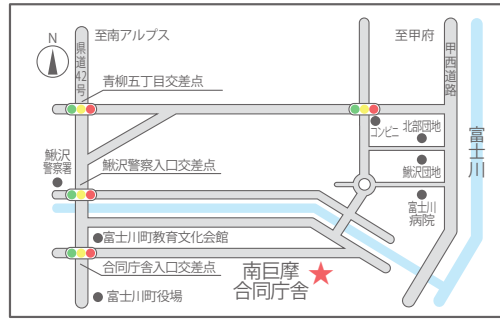 N
至南アルプス
至甲府
県道42号
甲西道路
青柳五丁目交差点
コンビニ
北部団地
富士川
鰍沢
警察署
鰍沢警察入口交差点
鰍沢団地
富士川
病院
富士川町教育文化会館
合同庁舎入口交差点
南巨摩
合同庁舎
富士川町役場